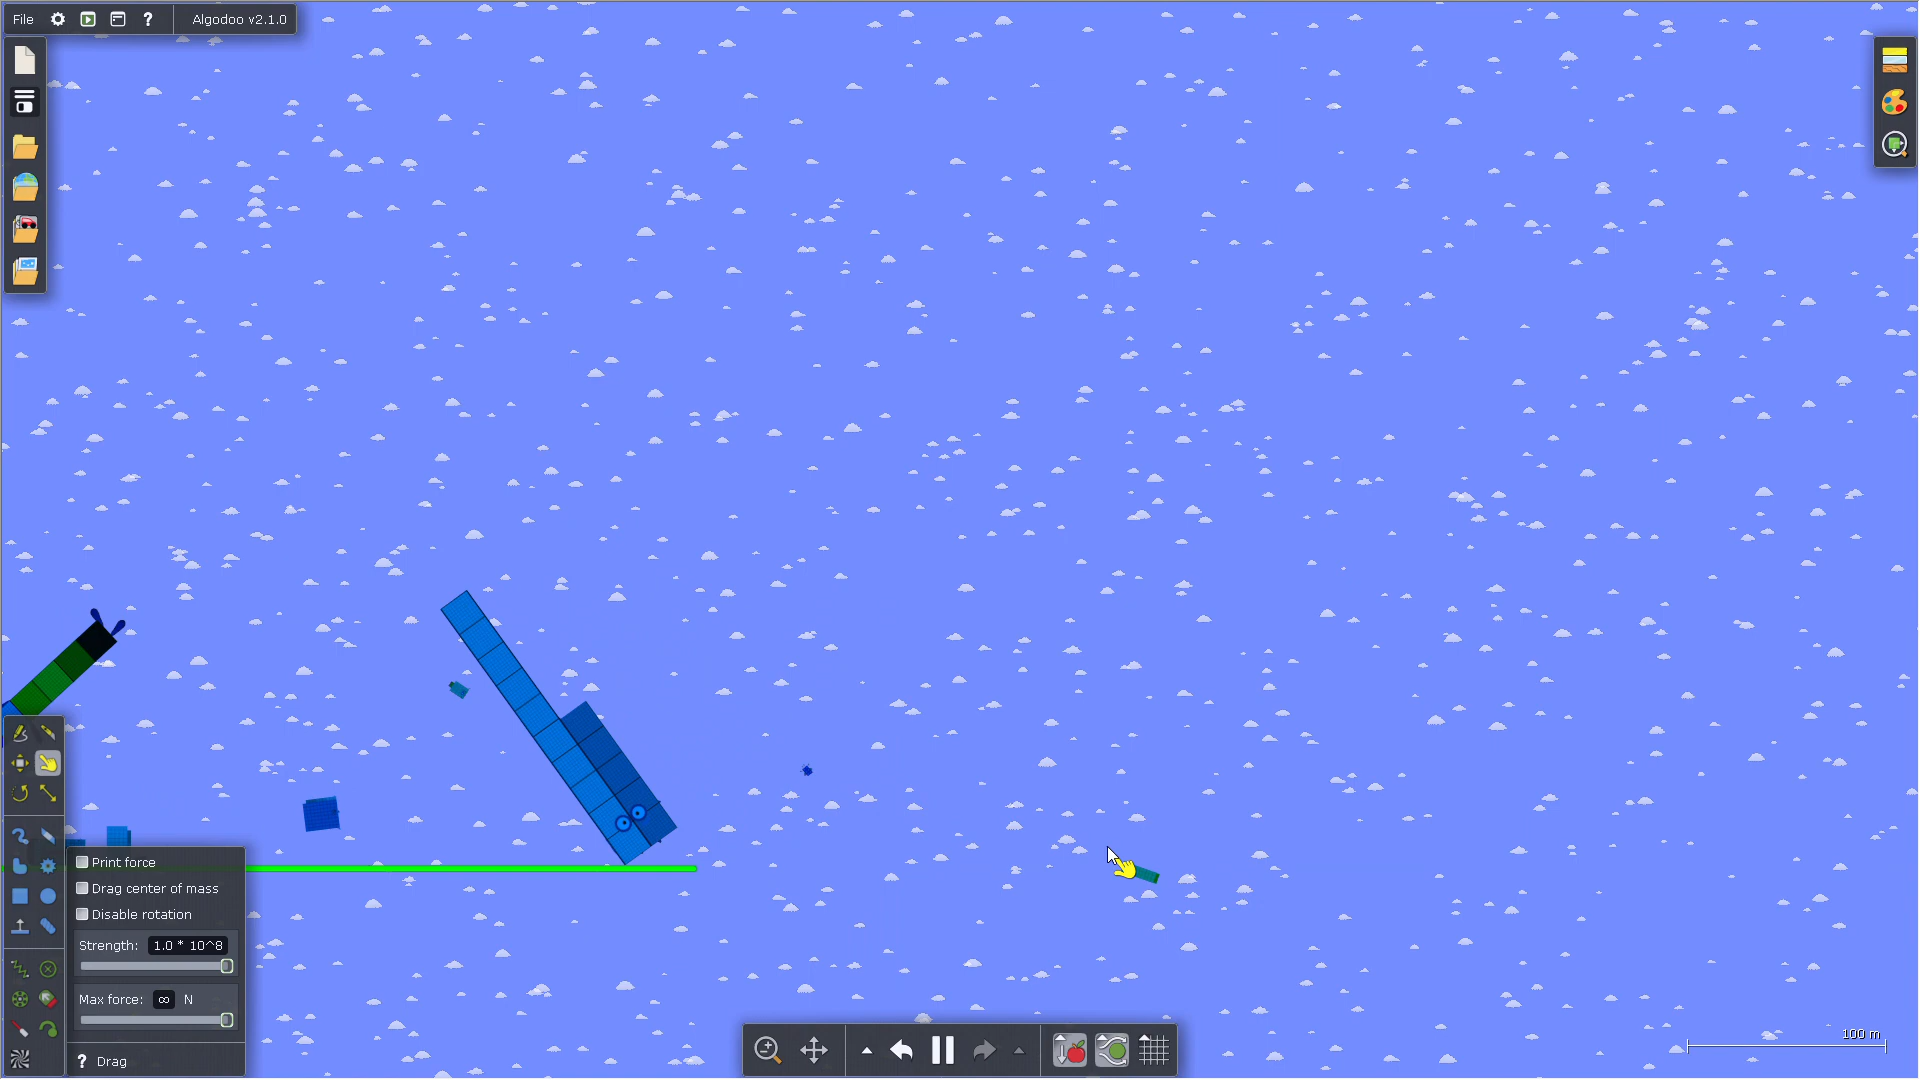 File ? Algodoo v2.1.0
Print force
Drag center of mass
Disable rotation
Strength: 1.0 * 10^8
Max force: ∞ N
? Drag
100 m